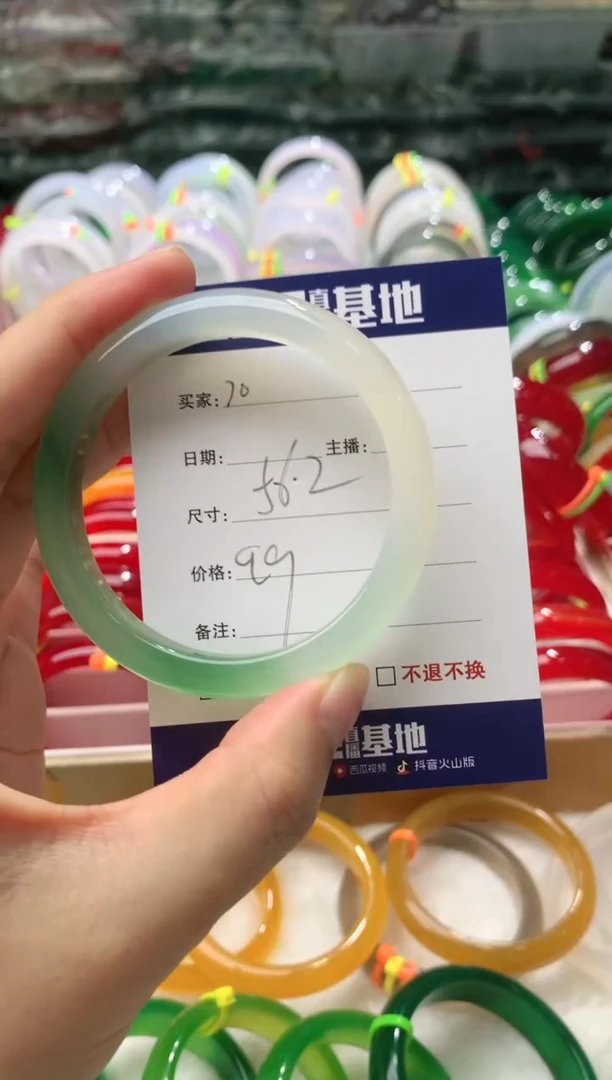 基地
买家: 70
日期: 主播:
尺寸: 56.2
价格: 99
备注:
不退不换
基地
西瓜视频 抖音火山版